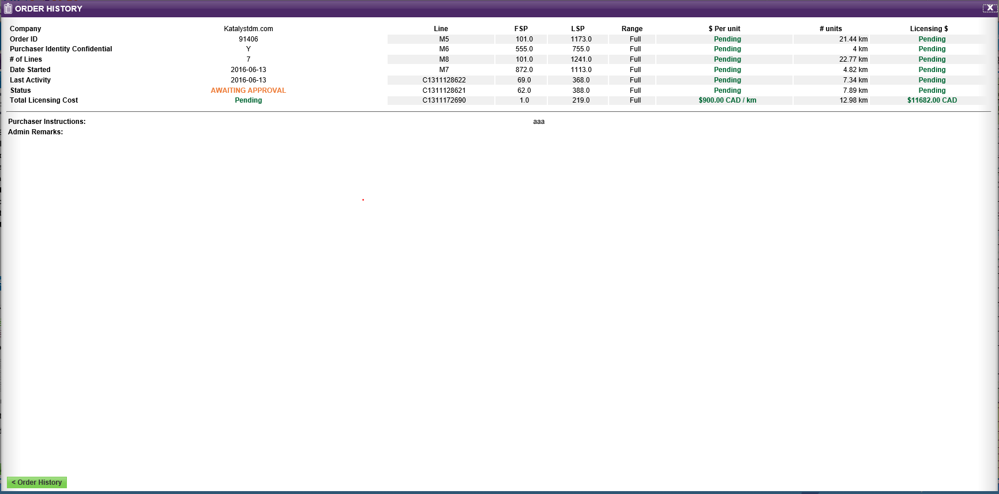 ORDER HISTORY
X
Company Katalystdm.com
Order ID 91406
Purchaser Identity Confidential Y
# of Lines 7
Date Started 2016-06-13
Last Activity 2016-06-13
Status AWAITING APPROVAL
Total Licensing Cost Pending
Line FSP LSP Range $ Per unit # units Licensing $
M5 101.0 1173.0 Full Pending 21.44 km Pending
M6 555.0 755.0 Full Pending 4 km Pending
M8 101.0 1241.0 Full Pending 22.77 km Pending
M7 872.0 1113.0 Full Pending 4.82 km Pending
C1311128622 69.0 368.0 Full Pending 7.34 km Pending
C1311128621 62.0 388.0 Full Pending 7.89 km Pending
C1311172690 1.0 219.0 Full $900.00 CAD / km 12.98 km $11682.00 CAD
Purchaser Instructions: aaa
Admin Remarks:
< Order History